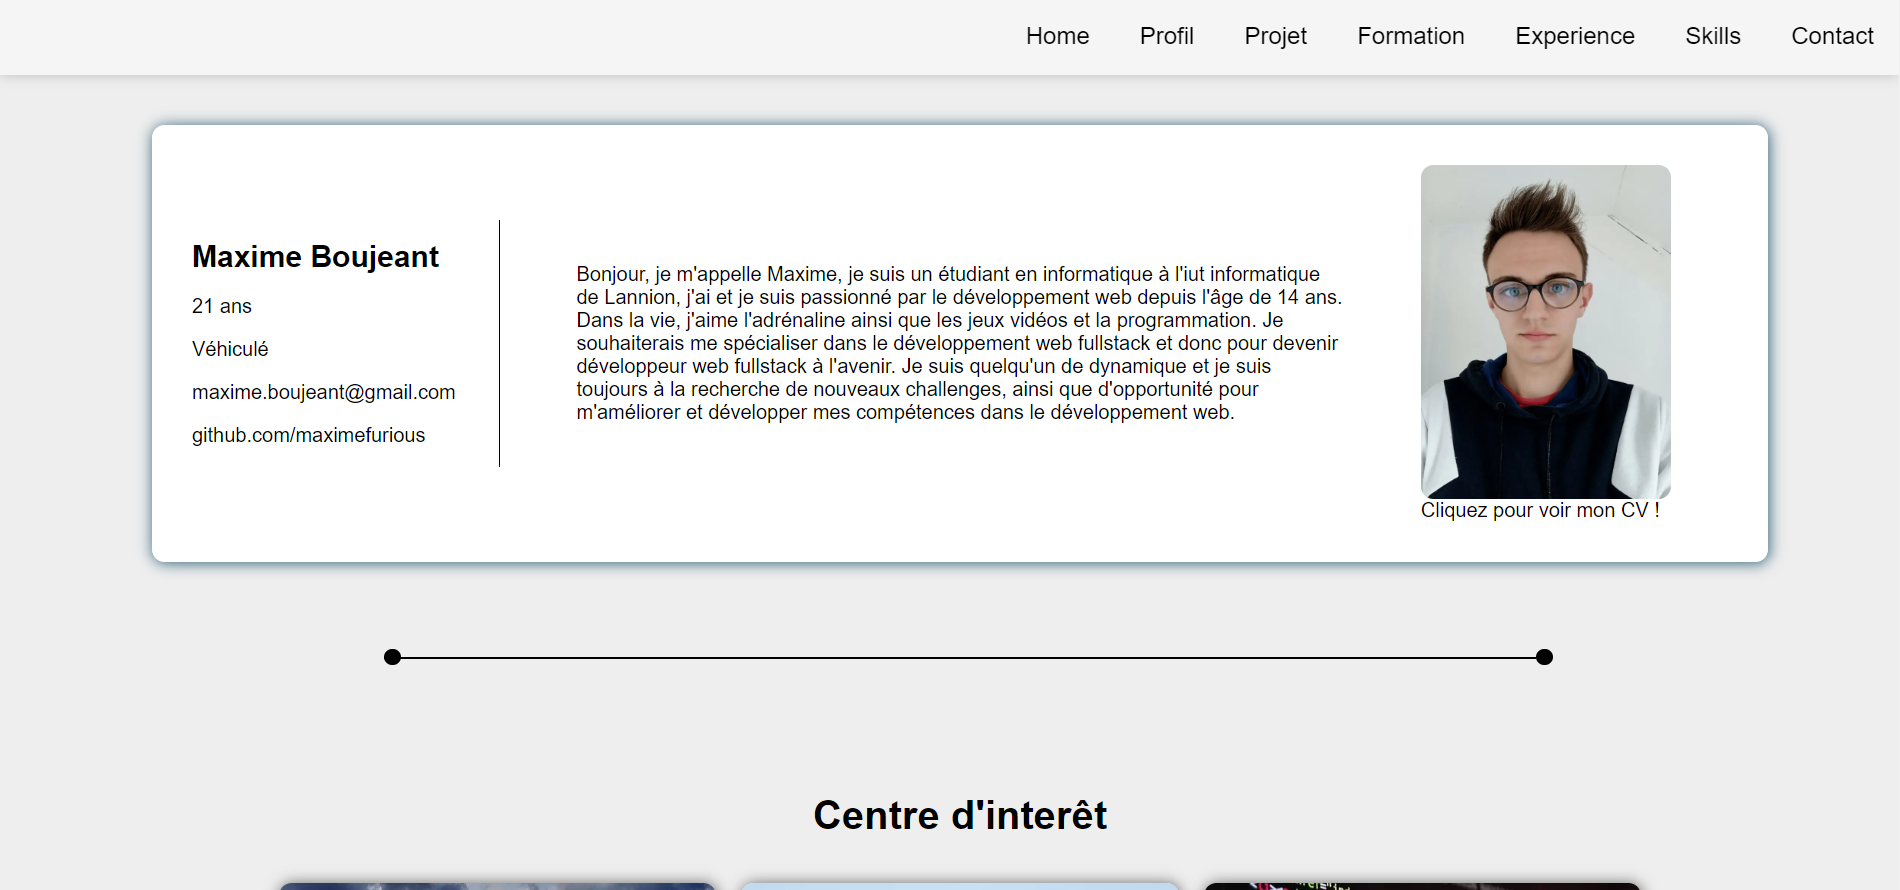 Home Profil Projet Formation Experience Skills Contact
Maxime Boujeant
21 ans
Véhiculé
maxime.boujeant@gmail.com
github.com/maximefurious
Bonjour, je m'appelle Maxime, je suis un étudiant en informatique à l'iut informatique
de Lannion, j'ai et je suis passionné par le développement web depuis l'âge de 14 ans.
Dans la vie, j'aime l'adrénaline ainsi que les jeux vidéos et la programmation. Je
souhaiterais me spécialiser dans le développement web fullstack et donc pour devenir
développeur web fullstack à l'avenir. Je suis quelqu'un de dynamique et je suis
toujours à la recherche de nouveaux challenges, ainsi que d'opportunité pour
m'améliorer et développer mes compétences dans le développement web.
Cliquez pour voir mon CV !
Centre d'interêt